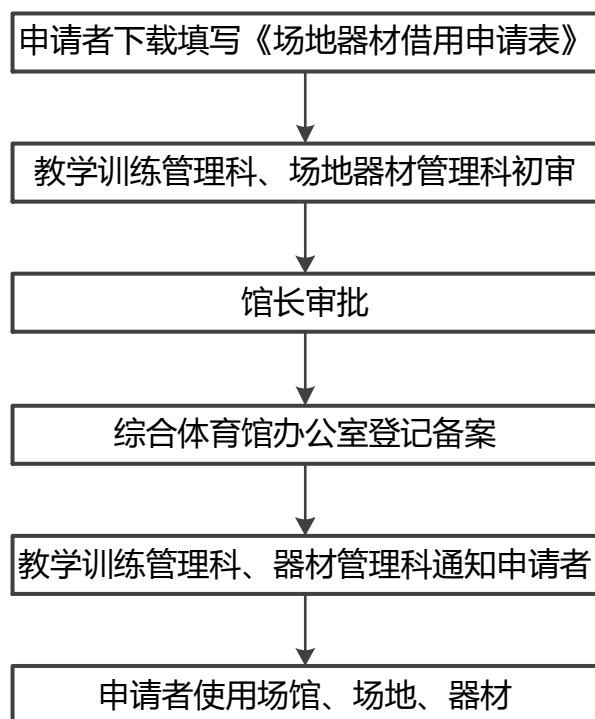 申请者下载填写《场地器材借用申请表》
教学训练管理科、场地器材管理科初审
馆长审批
综合体育馆办公室登记备案
教学训练管理科、器材管理科通知申请者
申请者使用场馆、场地、器材